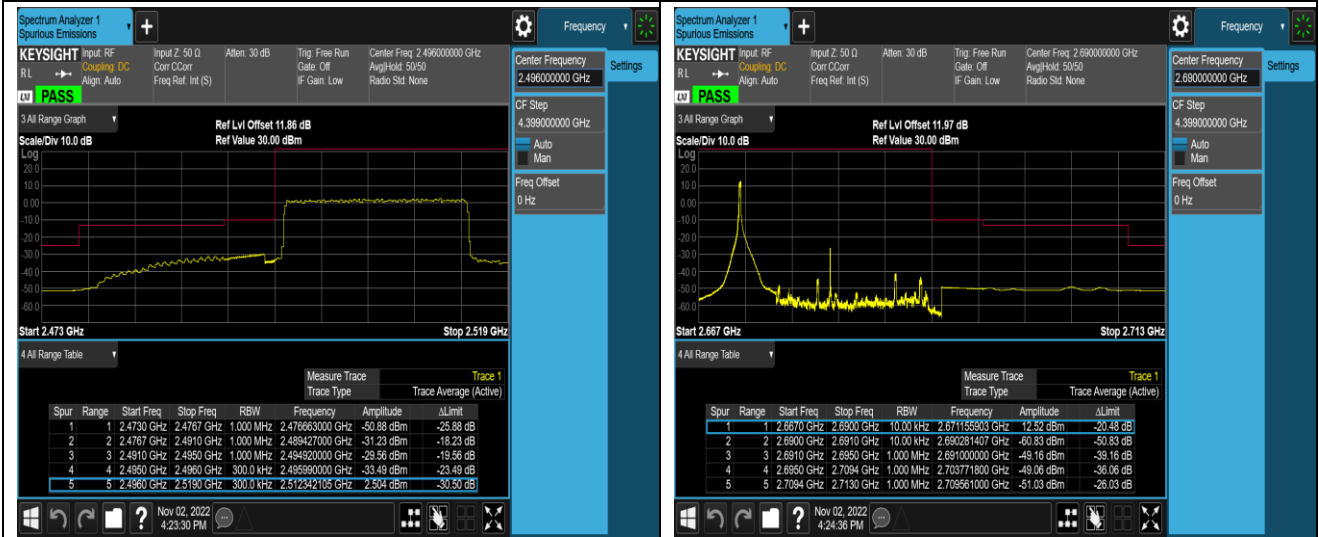 Spectrum Analyzer 1
Spurious Emissions
+
Frequency
KEYSIGHT Input: RF Input Z: 50 Ω Atten: 30 dB Trig: Free Run Center Freq: 2.496000000 GHz
RL Coupling: DC Corr CCorr Gate: Off Avg|Hold: 50/50
Align: Auto Freq Ref: Int (S) IF Gain: Low Radio Std: None
LXI PASS
Center Frequency
2.496000000 GHz
Settings
CF Step
4.399000000 GHz
Auto
Man
Freq Offset
0 Hz
3 All Range Graph
Ref Lvl Offset 11.86 dB
Scale/Div 10.0 dB Ref Value 30.00 dBm
Log
20.0
10.0
0.00
-10.0
-20.0
-30.0
-40.0
-50.0
-60.0
Start 2.473 GHz Stop 2.519 GHz
4 All Range Table
Measure Trace Trace 1
Trace Type Trace Average (Active)
Spur Range Start Freq Stop Freq RBW Frequency Amplitude ΔLimit
1 1 2.4730 GHz 2.4767 GHz 1.000 MHz 2.476663000 GHz -50.88 dBm -25.88 dB
2 2 2.4767 GHz 2.4910 GHz 1.000 MHz 2.489427000 GHz -31.23 dBm -18.23 dB
3 3 2.4910 GHz 2.4950 GHz 1.000 MHz 2.494920000 GHz -29.56 dBm -19.56 dB
4 4 2.4950 GHz 2.4960 GHz 300.0 kHz 2.495990000 GHz -33.49 dBm -23.49 dB
5 5 2.4960 GHz 2.5190 GHz 300.0 kHz 2.512342105 GHz 2.504 dBm -30.50 dB
? Nov 02, 2022
4:23:30 PM
Spectrum Analyzer 1
Spurious Emissions
+
Frequency
KEYSIGHT Input: RF Input Z: 50 Ω Atten: 30 dB Trig: Free Run Center Freq: 2.690000000 GHz
RL Coupling: DC Corr CCorr Gate: Off Avg|Hold: 50/50
Align: Auto Freq Ref: Int (S) IF Gain: Low Radio Std: None
LXI PASS
Center Frequency
2.690000000 GHz
Settings
CF Step
4.399000000 GHz
Auto
Man
Freq Offset
0 Hz
3 All Range Graph
Ref Lvl Offset 11.97 dB
Scale/Div 10.0 dB Ref Value 30.00 dBm
Log
20.0
10.0
0.00
-10.0
-20.0
-30.0
-40.0
-50.0
-60.0
Start 2.667 GHz Stop 2.713 GHz
4 All Range Table
Measure Trace Trace 1
Trace Type Trace Average (Active)
Spur Range Start Freq Stop Freq RBW Frequency Amplitude ΔLimit
1 1 2.6670 GHz 2.6900 GHz 10.00 kHz 2.671155903 GHz 12.52 dBm -20.48 dB
2 2 2.6900 GHz 2.6910 GHz 10.00 kHz 2.690281407 GHz -60.83 dBm -50.83 dB
3 3 2.6910 GHz 2.6950 GHz 1.000 MHz 2.691000000 GHz -49.16 dBm -39.16 dB
4 4 2.6950 GHz 2.7094 GHz 1.000 MHz 2.703771800 GHz -49.06 dBm -36.06 dB
5 5 2.7094 GHz 2.7130 GHz 1.000 MHz 2.709561000 GHz -51.03 dBm -26.03 dB
? Nov 02, 2022
4:24:36 PM